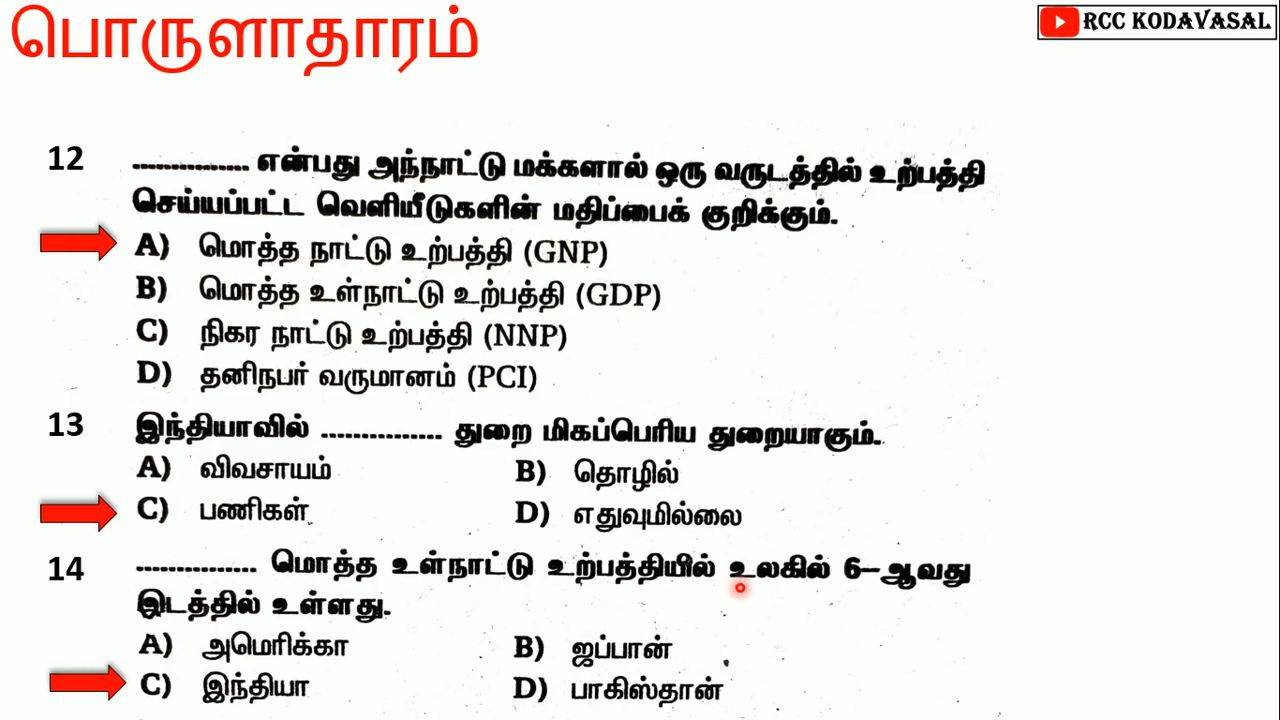 பொருளாதாரம்
RCC KODAVASAL
12 ............... என்பது அந்நாட்டு மக்களால் ஒரு வருடத்தில் உற்பத்தி
செய்யப்பட்ட வெளியீடுகளின் மதிப்பைக் குறிக்கும்.
A) மொத்த நாட்டு உற்பத்தி (GNP)
B) மொத்த உள்நாட்டு உற்பத்தி (GDP)
C) நிகர நாட்டு உற்பத்தி (NNP)
D) தனிநபர் வருமானம் (PCI)
13 இந்தியாவில் ............... துறை மிகப்பெரிய துறையாகும்.
A) விவசாயம் B) தொழில்
C) பணிகள் D) எதுவுமில்லை
14 ............... மொத்த உள்நாட்டு உற்பத்தியில் உலகில் 6-ஆவது
இடத்தில் உள்ளது.
A) அமெரிக்கா B) ஜப்பான்
C) இந்தியா D) பாகிஸ்தான்